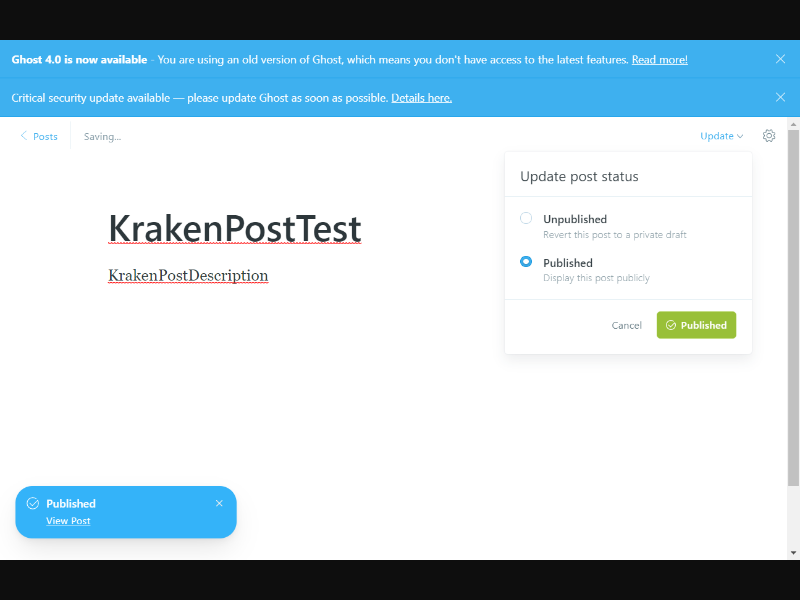 Ghost 4.0 is now available - You are using an old version of Ghost, which means you don't have access to the latest features. Read more!
Critical security update available — please update Ghost as soon as possible. Details here.
Posts
Saving...
Update
Update post status
KrakenPostTest
Unpublished
Revert this post to a private draft
KrakenPostDescription
Published
Display this post publicly
Cancel
Published
Published
View Post